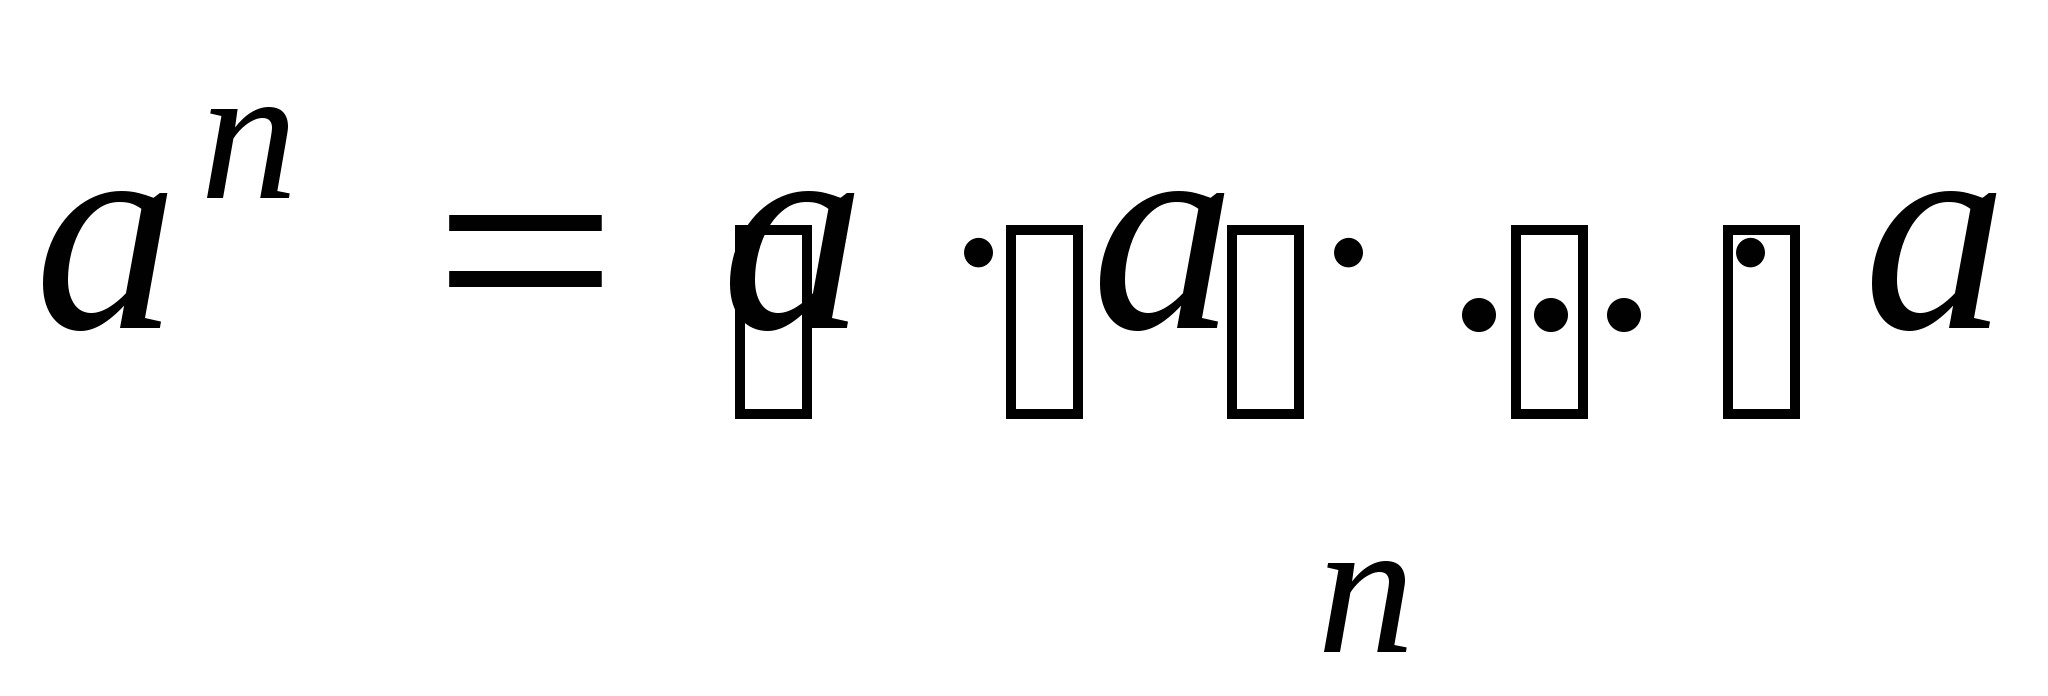 aⁿ = a · a · ... · a
n